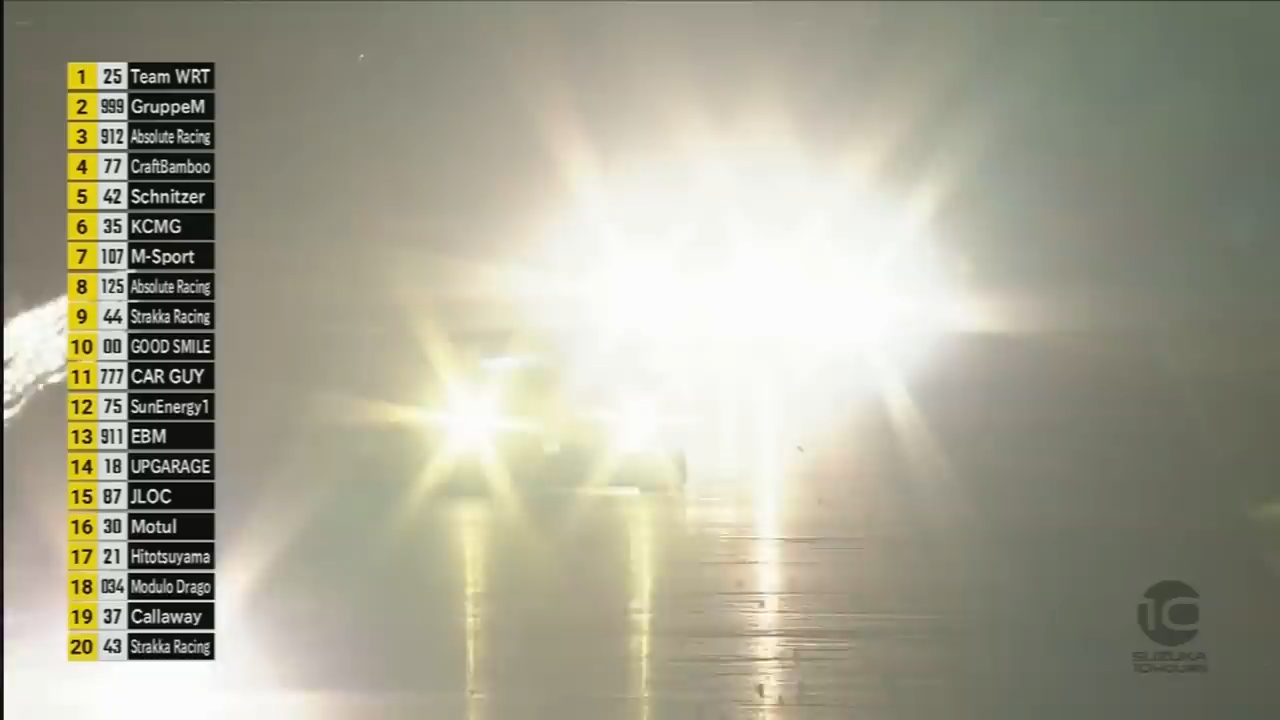 1 25 Team WRT
2 999 GruppeM
3 912 Absolute Racing
4 77 CraftBamboo
5 42 Schnitzer
6 35 KCMG
7 107 M-Sport
8 125 Absolute Racing
9 44 Strakka Racing
10 00 GOOD SMILE
11 777 CAR GUY
12 75 SunEnergy1
13 911 EBM
14 18 UPGARAGE
15 87 JLOC
16 30 Motul
17 21 Hitotsuyama
18 034 Modulo Drago
19 37 Callaway
20 43 Strakka Racing
10
SUZUKA
10HOURS